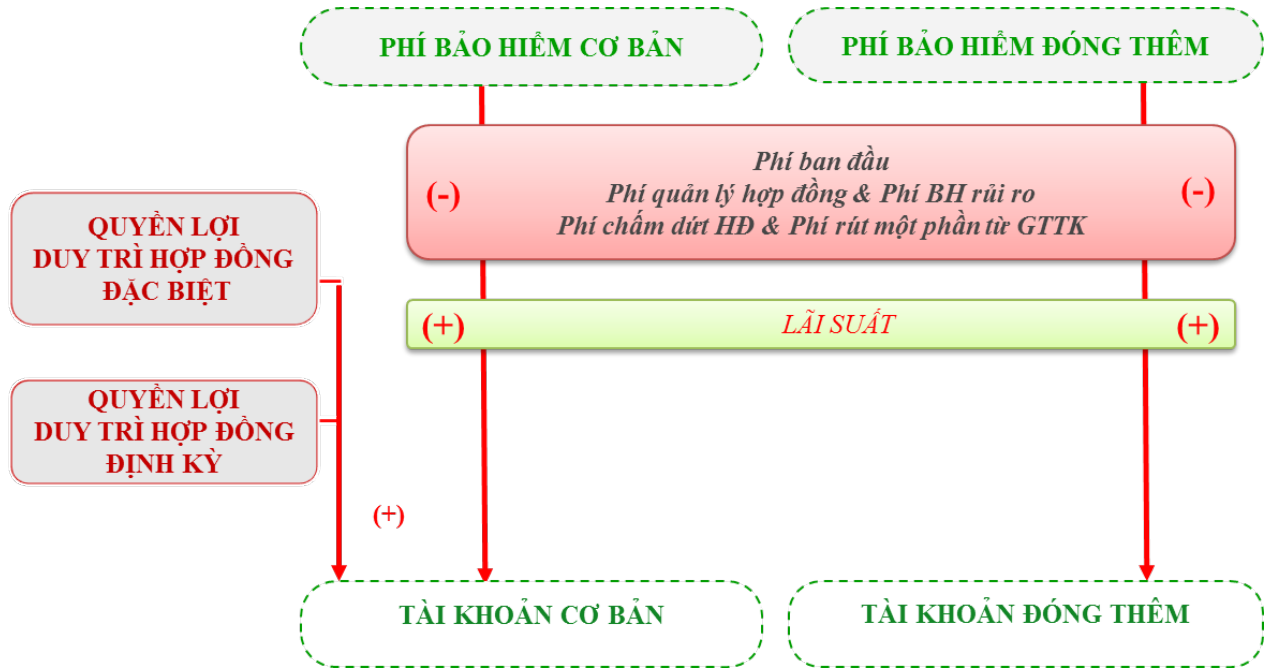 PHÍ BẢO HIỂM CƠ BẢN
PHÍ BẢO HIỂM ĐÓNG THÊM
Phí ban đầu
(-) Phí quản lý hợp đồng & Phí BH rủi ro (-)
Phí chấm dứt HĐ & Phí rút một phần từ GTTK
QUYỀN LỢI
DUY TRÌ HỢP ĐỒNG
ĐẶC BIỆT
(+) LÃI SUẤT (+)
QUYỀN LỢI
DUY TRÌ HỢP ĐỒNG
ĐỊNH KỲ
(+)
TÀI KHOẢN CƠ BẢN
TÀI KHOẢN ĐÓNG THÊM